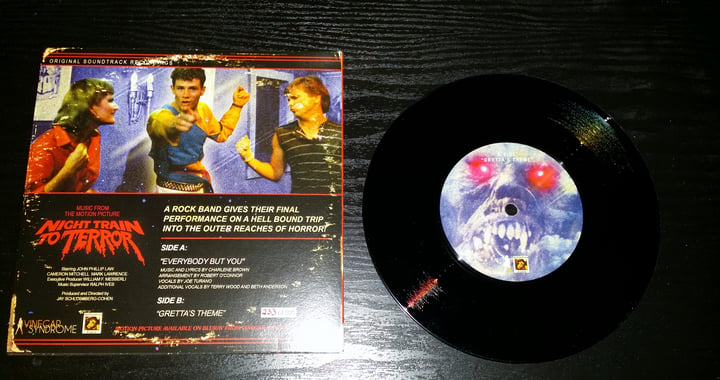 ORIGINAL SOUNDTRACK RECORDINGS
MUSIC FROM
THE MOTION PICTURE
NIGHT TRAIN
TO TERROR
Starring JOHN PHILLIP LAW
CAMERON MITCHELL MARK LAWRENCE
Executive Producer WILLIAM F. MESSERLI
Music Supervisor RALPH IVES
Produced and Directed by
JAY SCHLOSSBERG-COHEN
VINEGAR
SYNDROME
A ROCK BAND GIVES THEIR FINAL
PERFORMANCE ON A HELL BOUND TRIP
INTO THE OUTER REACHES OF HORROR!
SIDE A:
"EVERYBODY BUT YOU"
MUSIC AND LYRICS BY CHARLENE BROWN
ARRANGEMENT BY ROBERT O'CONNOR
VOCALS BY JOE TURANO
ADDITIONAL VOCALS BY TERRY WOOD AND BETH ANDERSON
SIDE B:
"GRETTA'S THEME"
MOTION PICTURE AVAILABLE ON BLU-RAY FROM VINEGAR
"GRETTA'S THEME"